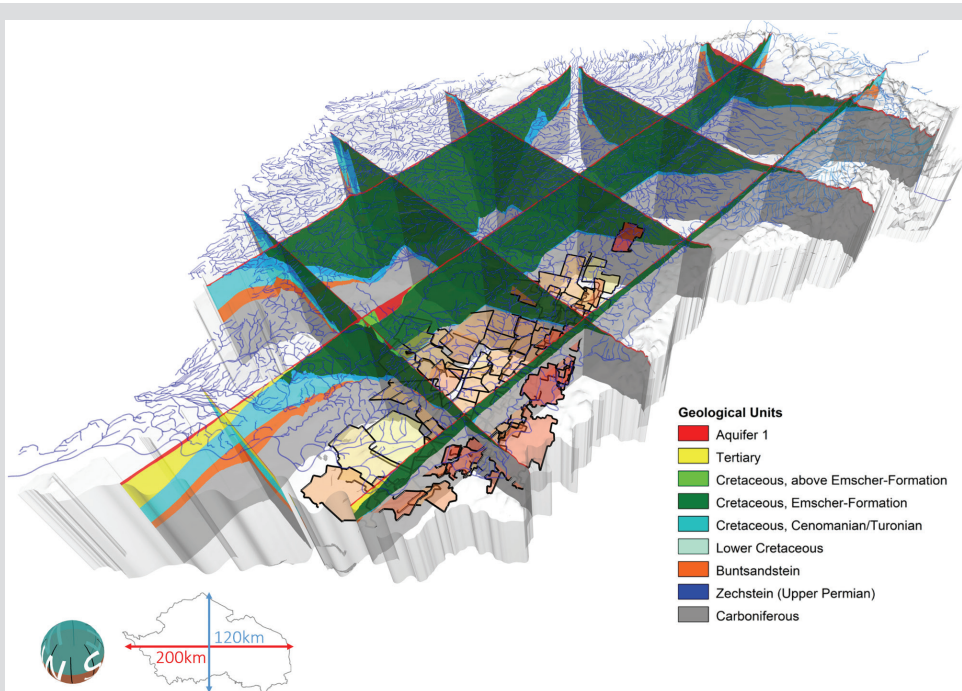 Geological Units
Aquifer 1
Tertiary
Cretaceous, above Emscher-Formation
Cretaceous, Emscher-Formation
Cretaceous, Cenomanian/Turonian
Lower Cretaceous
Buntsandstein
Zechstein (Upper Permian)
Carboniferous
120km
200km
W S